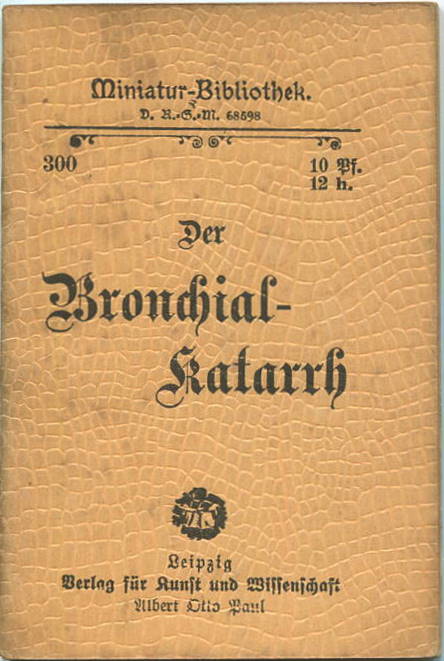 Miniatur-Bibliothek.
D. R.-G.-M. 68598
300
10 Pf.
12 h.
Der
Bronchial-
Katarrh
Leipzig
Verlag für Kunst und Wissenschaft
Albert Otto Paul